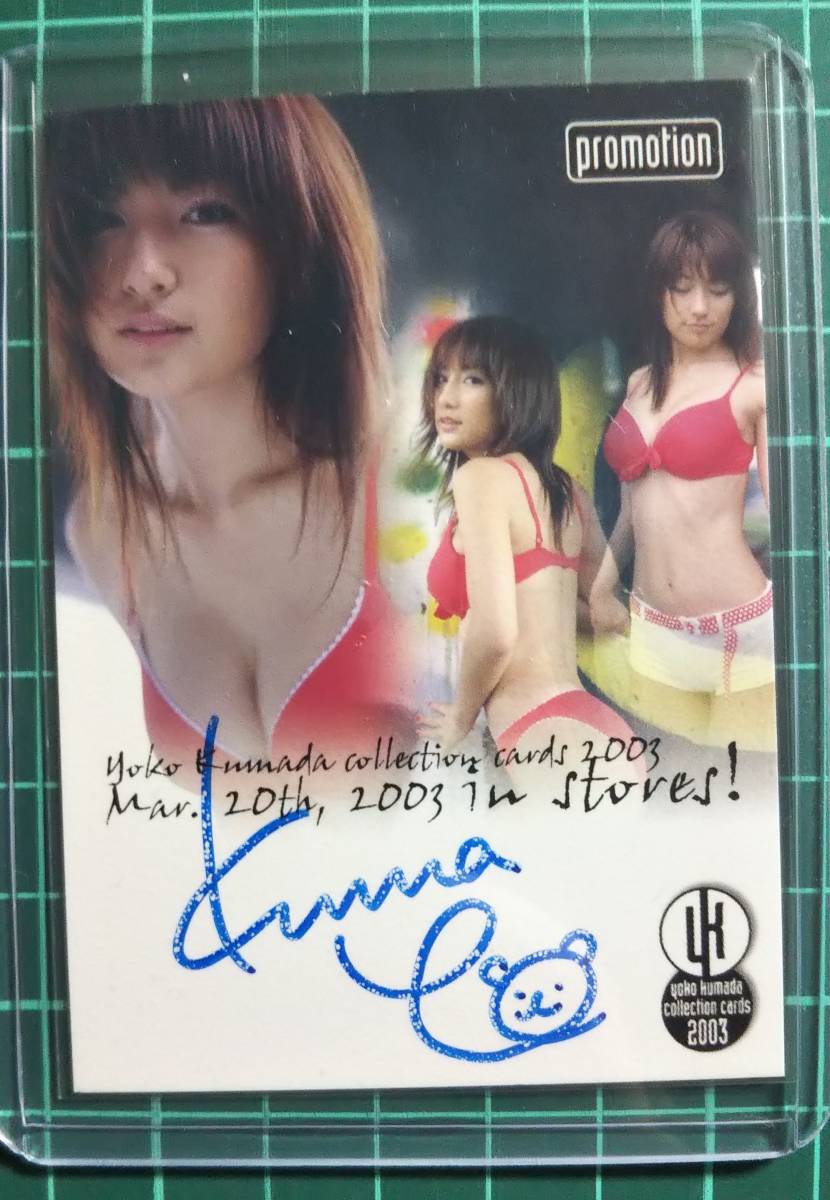 promotion
Yoko Kumada collection cards 2003
Mar. 20th, 2003 in stores!
Kuma
yk
yoko kumada
collection cards
2003